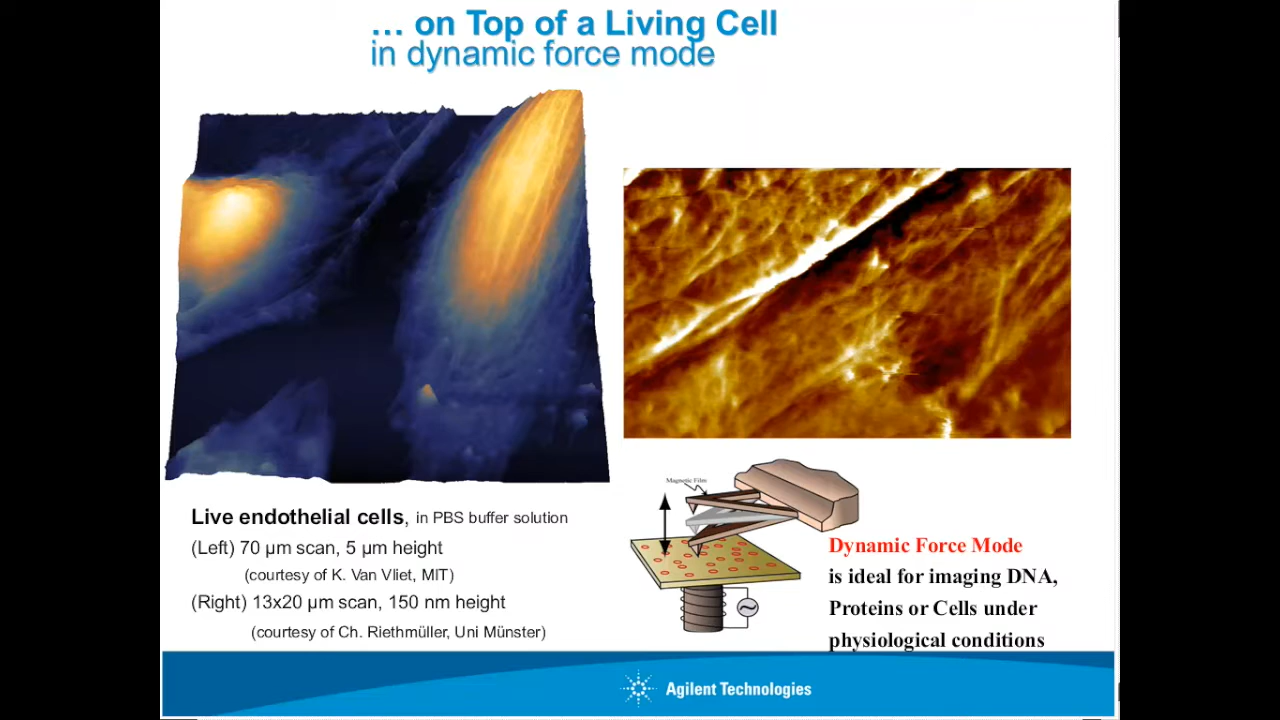 ... on Top of a Living Cell
in dynamic force mode
Live endothelial cells, in PBS buffer solution
(Left) 70 µm scan, 5 µm height
(courtesy of K. Van Vliet, MIT)
(Right) 13x20 µm scan, 150 nm height
(courtesy of Ch. Riethmüller, Uni Münster)
Magnetic Film
Dynamic Force Mode
is ideal for imaging DNA,
Proteins or Cells under
physiological conditions
Agilent Technologies